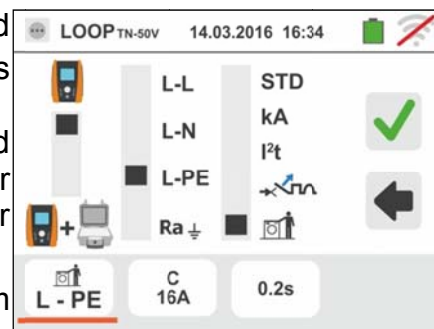 d
s
d
r
r
n
LOOP TN-50V 14.03.2016 16:34
L-L STD
L-N kA
I²t
L-PE
Ra
L - PE
C
16A
0.2s